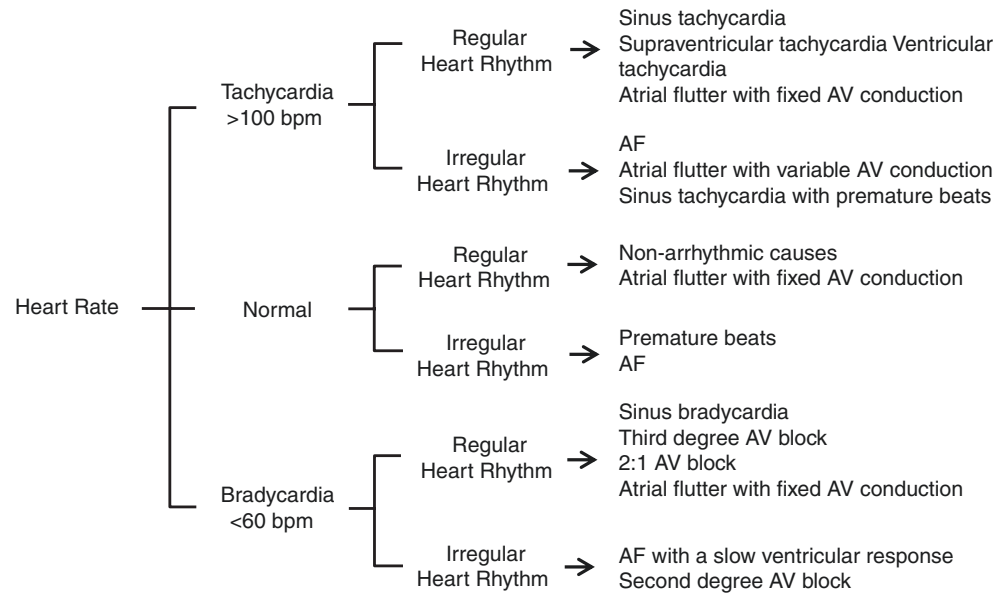 Heart Rate
Tachycardia
>100 bpm
Regular
Heart Rhythm
Sinus tachycardia
Supraventricular tachycardia Ventricular
tachycardia
Atrial flutter with fixed AV conduction
Irregular
Heart Rhythm
AF
Atrial flutter with variable AV conduction
Sinus tachycardia with premature beats
Normal
Regular
Heart Rhythm
Non-arrhythmic causes
Atrial flutter with fixed AV conduction
Irregular
Heart Rhythm
Premature beats
AF
Bradycardia
<60 bpm
Regular
Heart Rhythm
Sinus bradycardia
Third degree AV block
2:1 AV block
Atrial flutter with fixed AV conduction
Irregular
Heart Rhythm
AF with a slow ventricular response
Second degree AV block